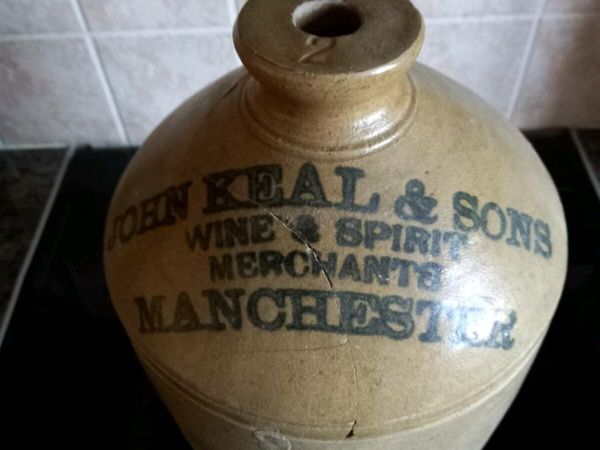 2
JOHN KEAL & SONS
WINE & SPIRIT
MERCHANTS
MANCHESTER